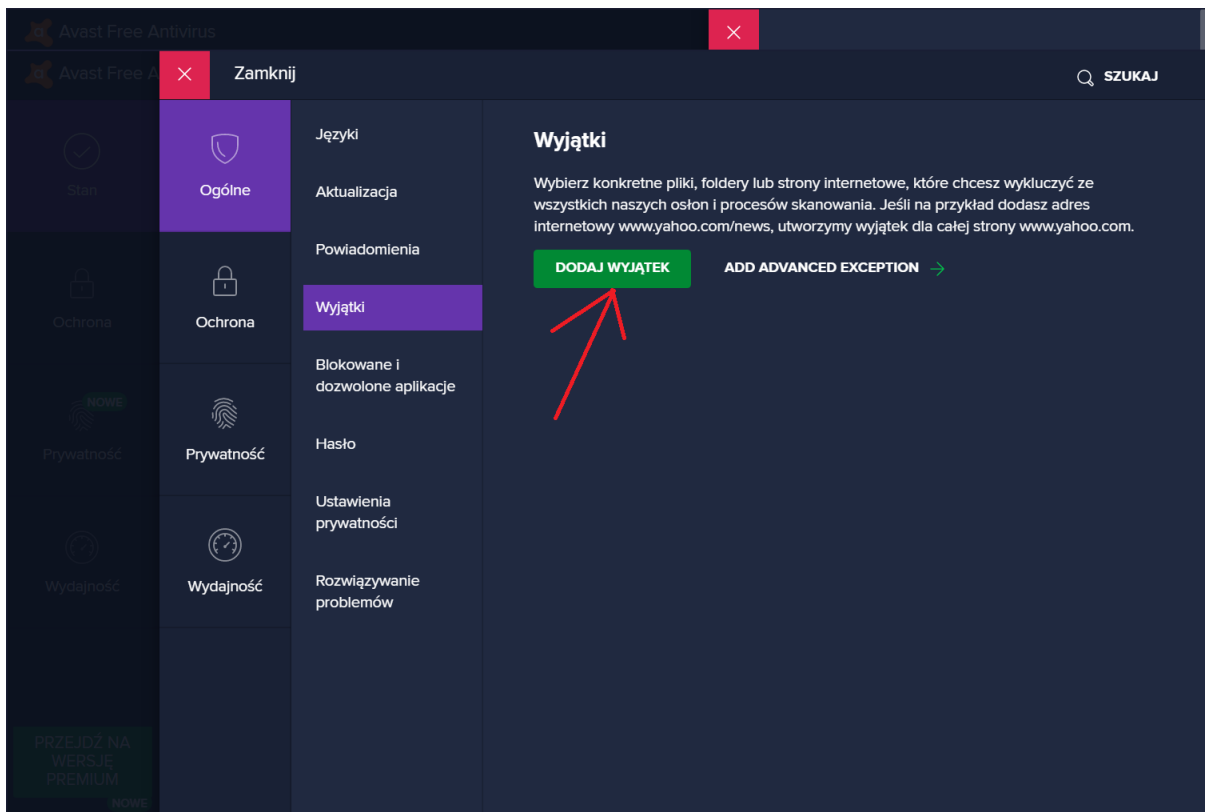 Avast Free Antivirus
Avast Free A
Zamknij
SZUKAJ
Stan
Ochrona
NOWE
Prywatność
Wydajność
PRZEJDŹ NA
WERSJĘ
PREMIUM
NOWE
Ogólne
Ochrona
Prywatność
Wydajność
Języki
Aktualizacja
Powiadomienia
Wyjątki
Blokowane i
dozwolone aplikacje
Hasło
Ustawienia
prywatności
Rozwiązywanie
problemów
Wyjątki
Wybierz konkretne pliki, foldery lub strony internetowe, które chcesz wykluczyć ze
wszystkich naszych osłon i procesów skanowania. Jeśli na przykład dodasz adres
internetowy www.yahoo.com/news, utworzymy wyjątek dla całej strony www.yahoo.com.
DODAJ WYJĄTEK
ADD ADVANCED EXCEPTION